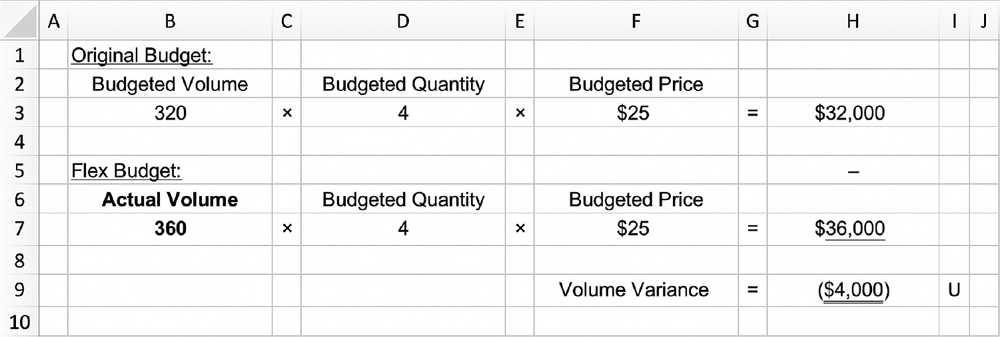 A B C D E F G H I J
1 Original Budget:
2 Budgeted Volume Budgeted Quantity Budgeted Price
3 320 × 4 × $25 = $32,000
4
5 Flex Budget: –
6 Actual Volume Budgeted Quantity Budgeted Price
7 360 × 4 × $25 = $36,000
8
9 Volume Variance = ($4,000) U
10